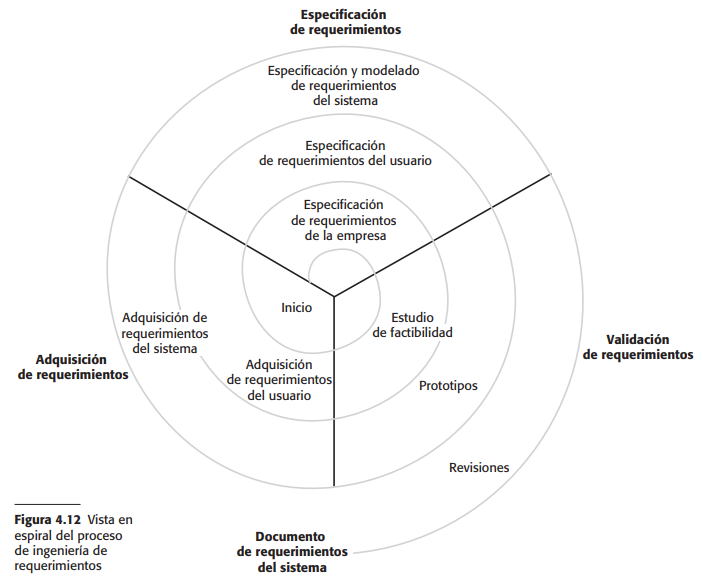 Especificación
de requerimientos
Especificación y modelado
de requerimientos
del sistema
Especificación
de requerimientos del usuario
Especificación
de requerimientos
de la empresa
Inicio
Estudio
de factibilidad
Adquisición de
requerimientos
del sistema
Adquisición
de requerimientos
Validación
de requerimientos
Adquisición
de requerimientos
del usuario
Prototipos
Revisiones
Figura 4.12 Vista en
espiral del proceso
de ingeniería de
requerimientos
Documento
de requerimientos
del sistema